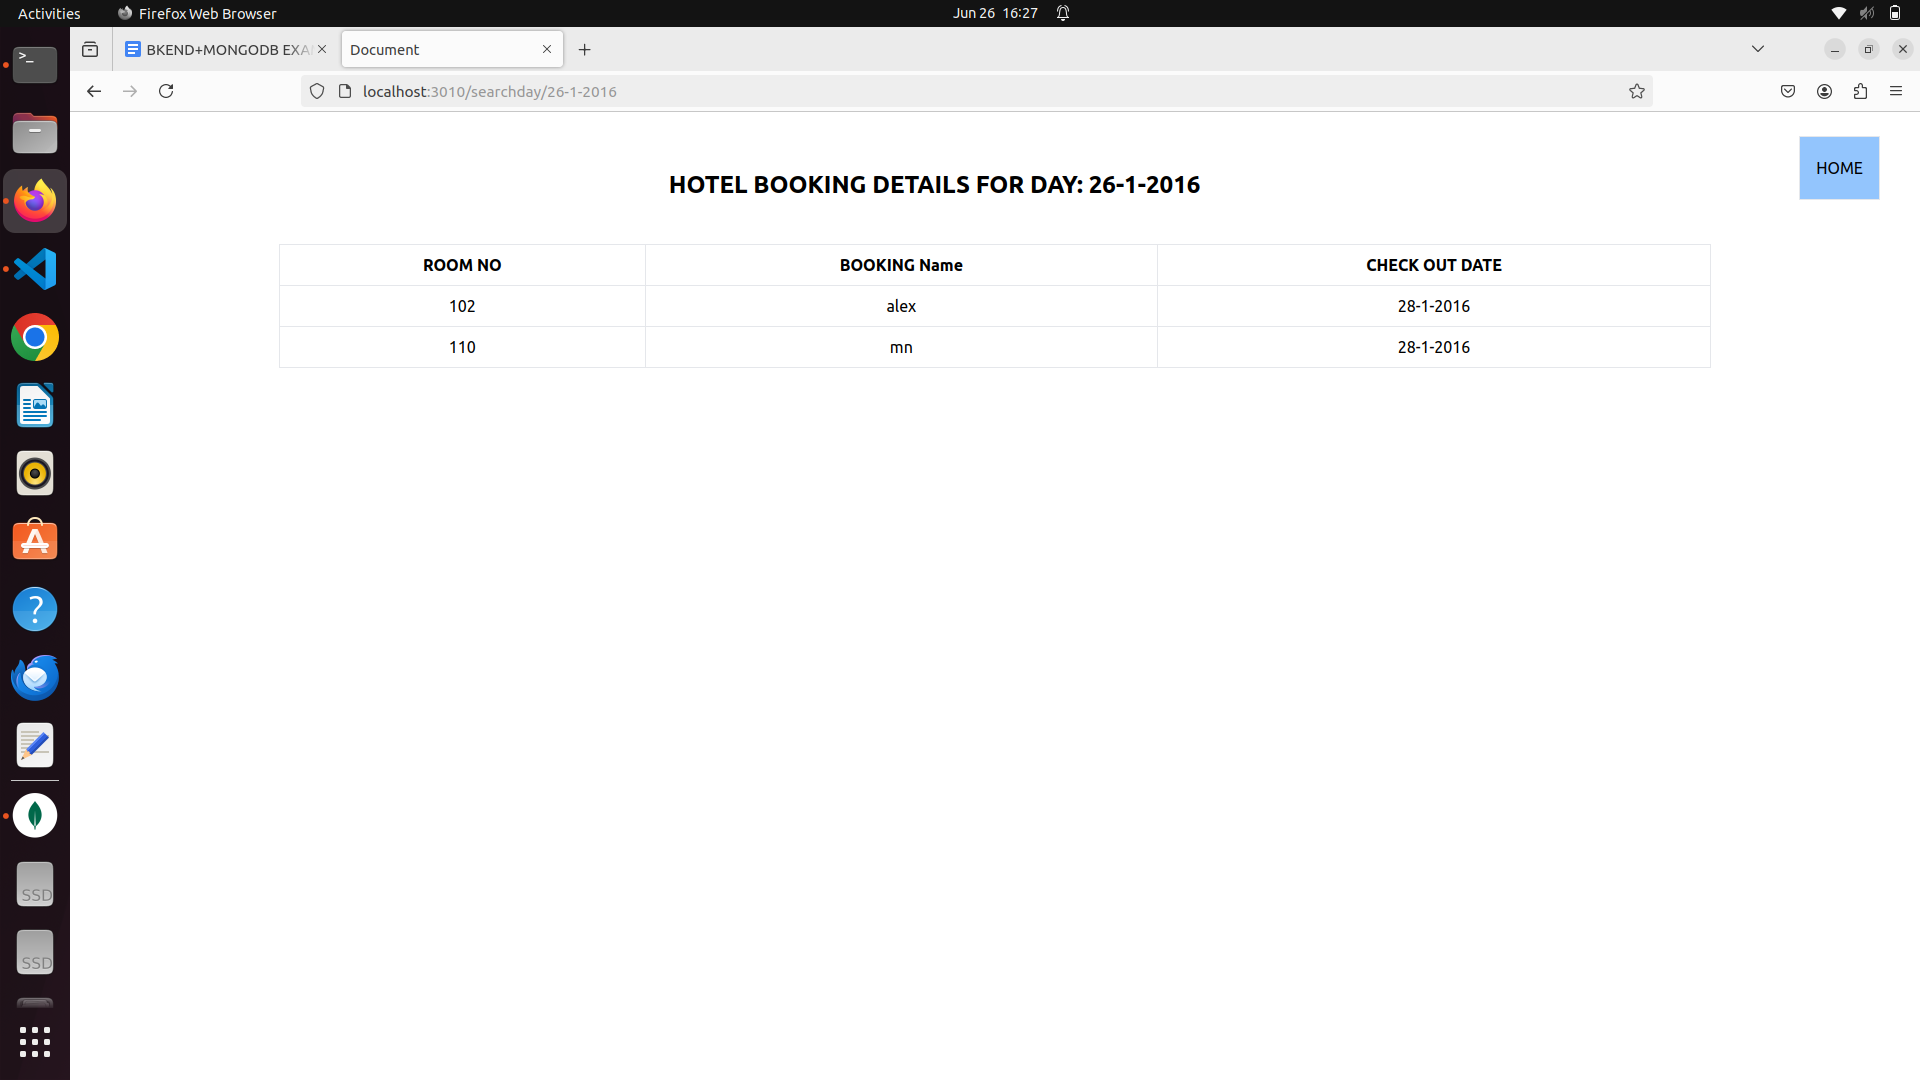 Activities
Firefox Web Browser
Jun 26 16:27
BKEND+MONGODB EXA
Document
localhost:3010/searchday/26-1-2016
HOME
HOTEL BOOKING DETAILS FOR DAY: 26-1-2016
ROOM NO BOOKING Name CHECK OUT DATE
102 alex 28-1-2016
110 mn 28-1-2016
SSD
SSD